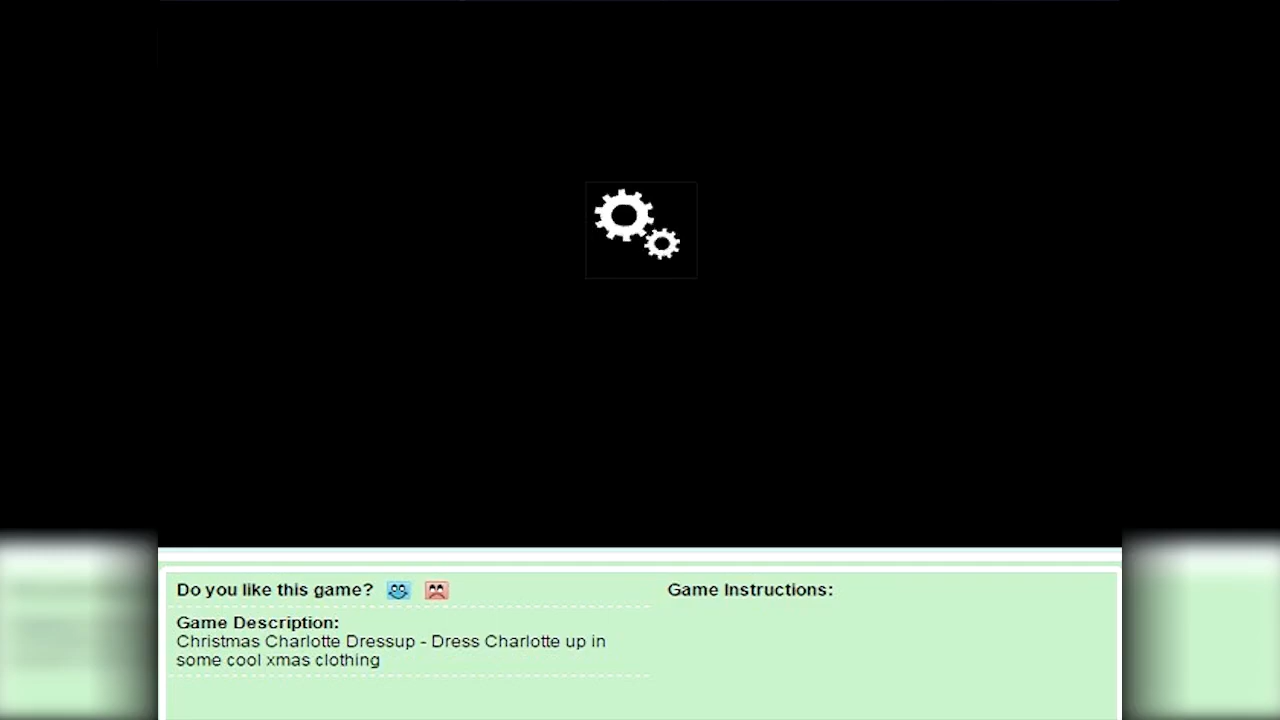 Do you like this game?
Game Instructions:
Game Description:
Christmas Charlotte Dressup - Dress Charlotte up in
some cool xmas clothing